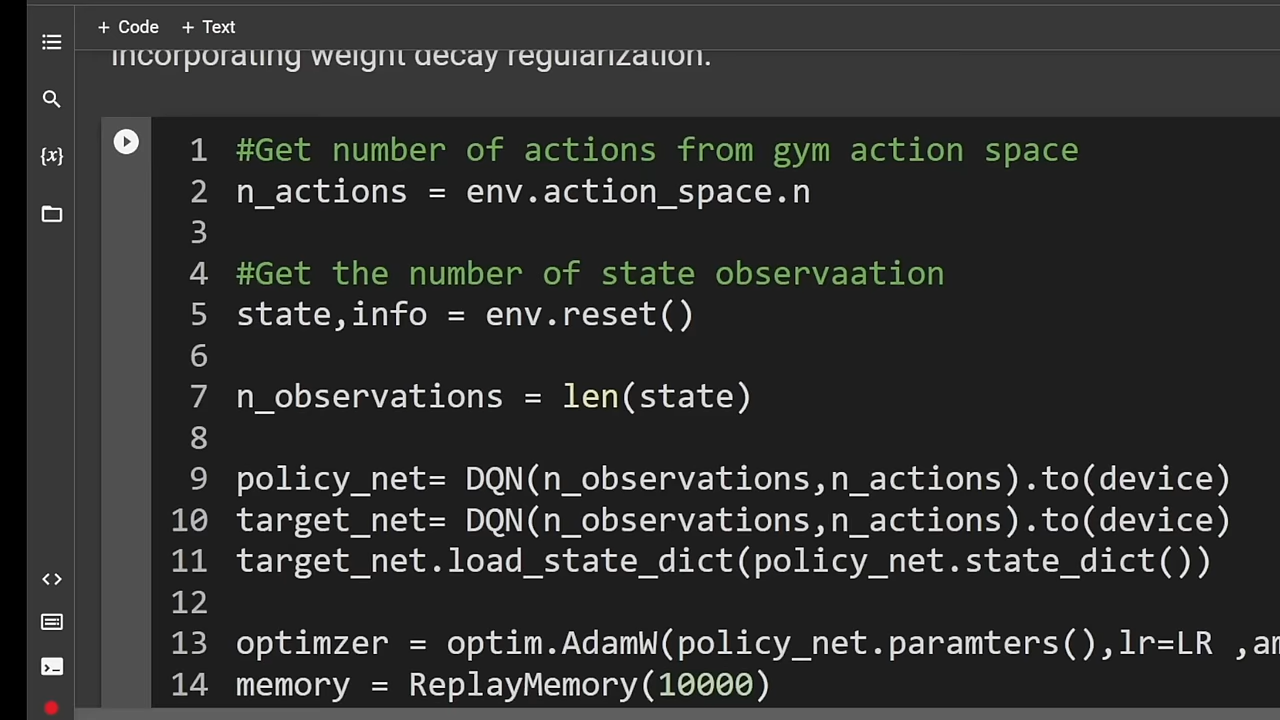 + Code + Text
incorporating weight decay regularization.
{x}
1 #Get number of actions from gym action space
2 n_actions = env.action_space.n
3
4 #Get the number of state observaation
5 state,info = env.reset()
6
7 n_observations = len(state)
8
9 policy_net= DQN(n_observations,n_actions).to(device)
10 target_net= DQN(n_observations,n_actions).to(device)
11 target_net.load_state_dict(policy_net.state_dict())
12
13 optimzer = optim.AdamW(policy_net.paramters(),lr=LR ,am
14 memory = ReplayMemory(10000)